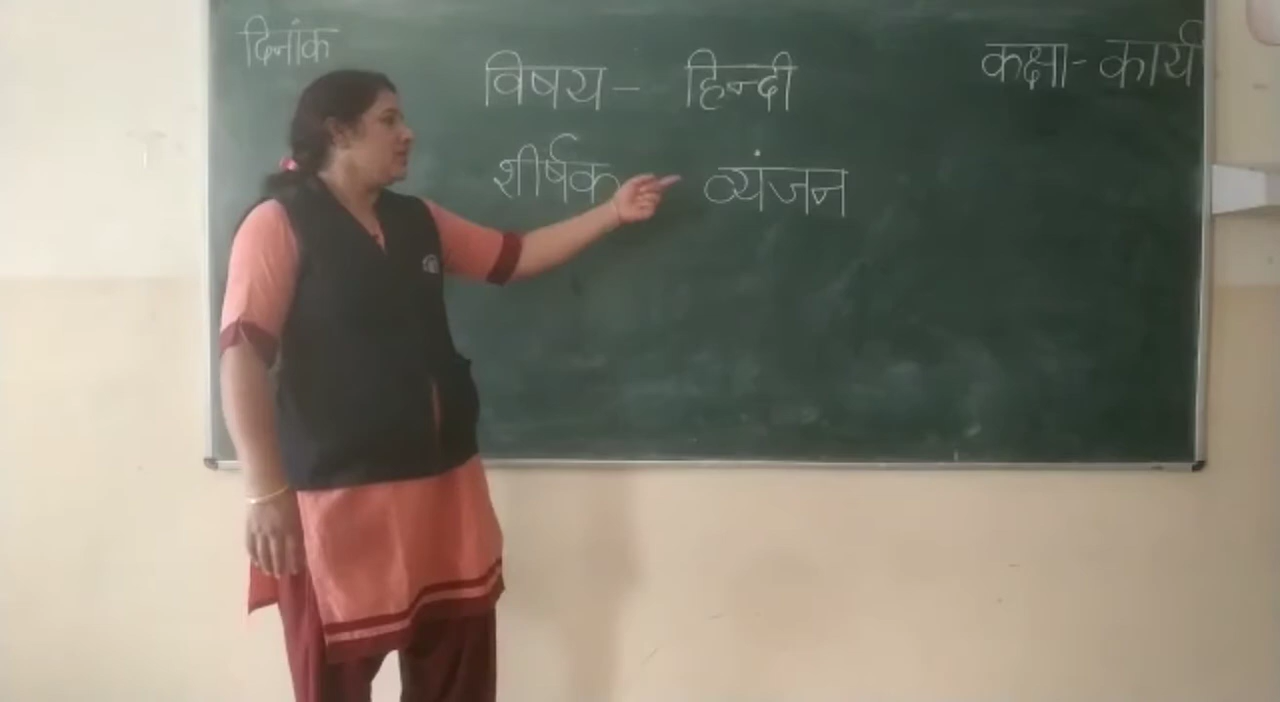 दिनांक
विषय - हिन्दी
कक्षा - कार्य
शीर्षक व्यंजन